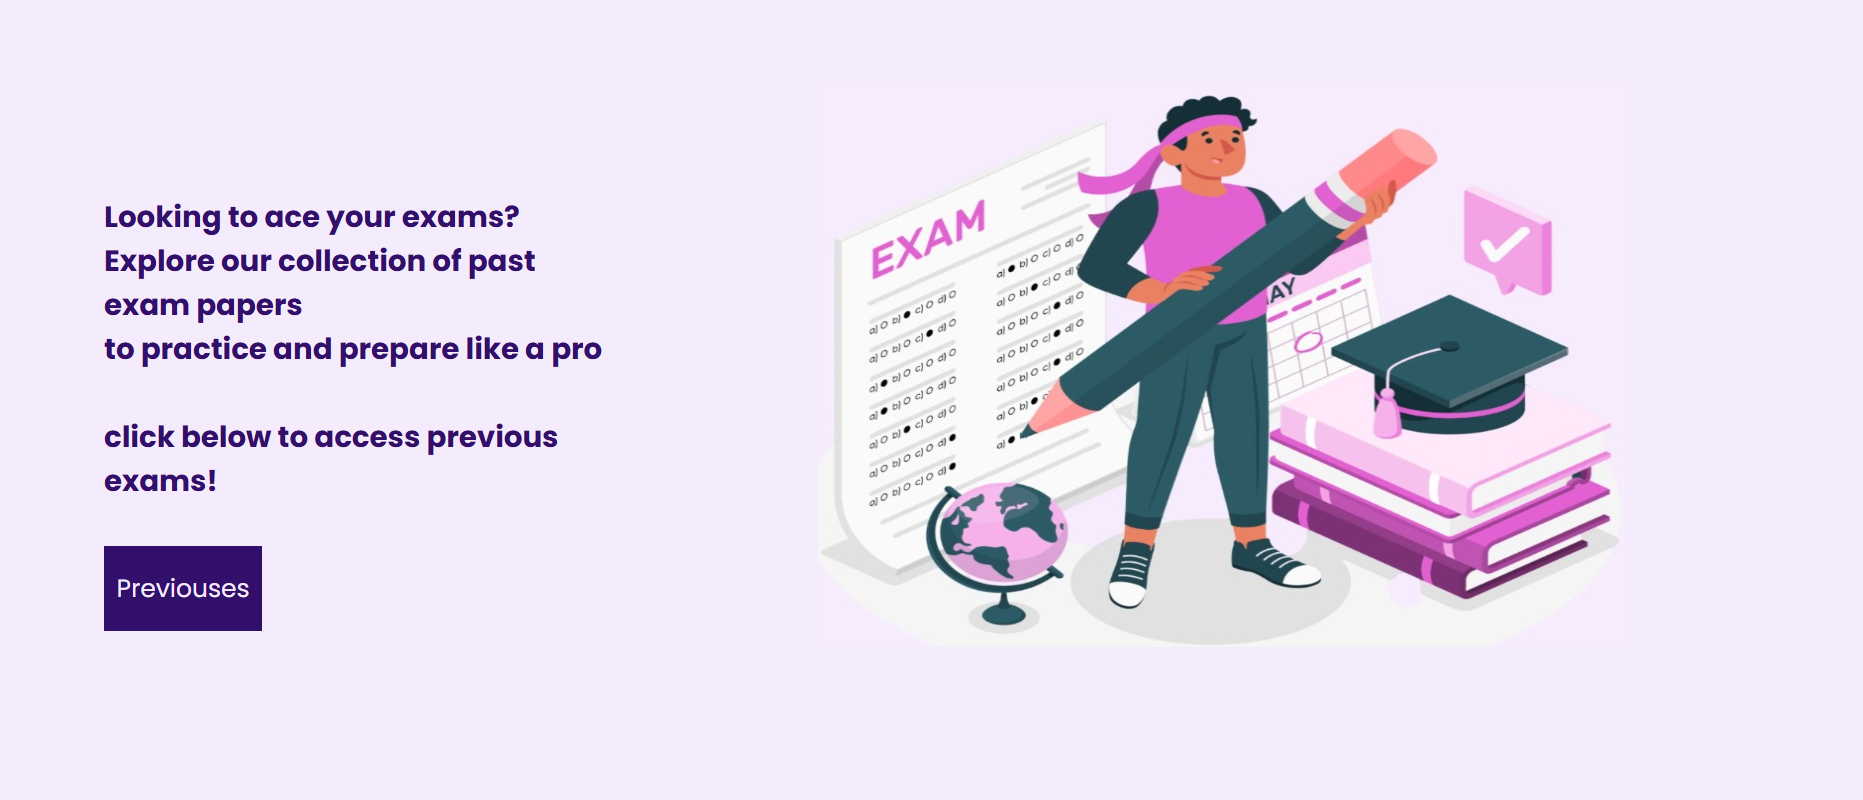 Looking to ace your exams?
Explore our collection of past
exam papers
to practice and prepare like a pro
click below to access previous
exams!
Previouses
EXAM
a) b) c) d)
a) b) c) d)
a) b) c) d)
a) b) c) d)
a) b) c) d)
a) b) c) d)
a) b) c) d)
a) b) c) d)
a) b) c) d)
a) b) c) d)
a) b) c) d)
a) b) c) d)
a) b)
a)
AY